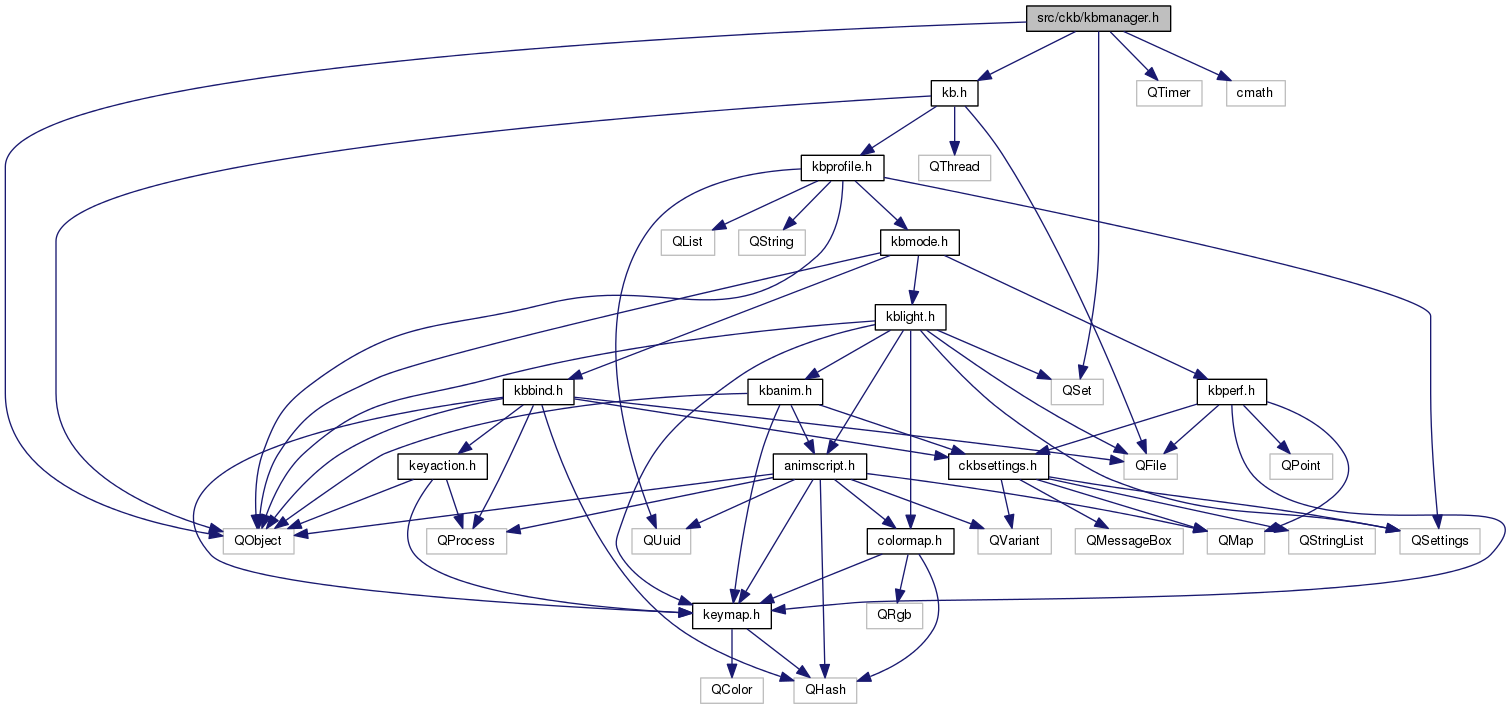 src/ckb/kbmanager.h
kb.h
QTimer
cmath
kbprofile.h
QThread
QList
QString
kbmode.h
kblight.h
kbbind.h
kbanim.h
QSet
kbperf.h
keyaction.h
animscript.h
ckbsettings.h
QFile
QPoint
QObject
QProcess
QUuid
colormap.h
QVariant
QMessageBox
QMap
QStringList
QSettings
keymap.h
QRgb
QColor
QHash